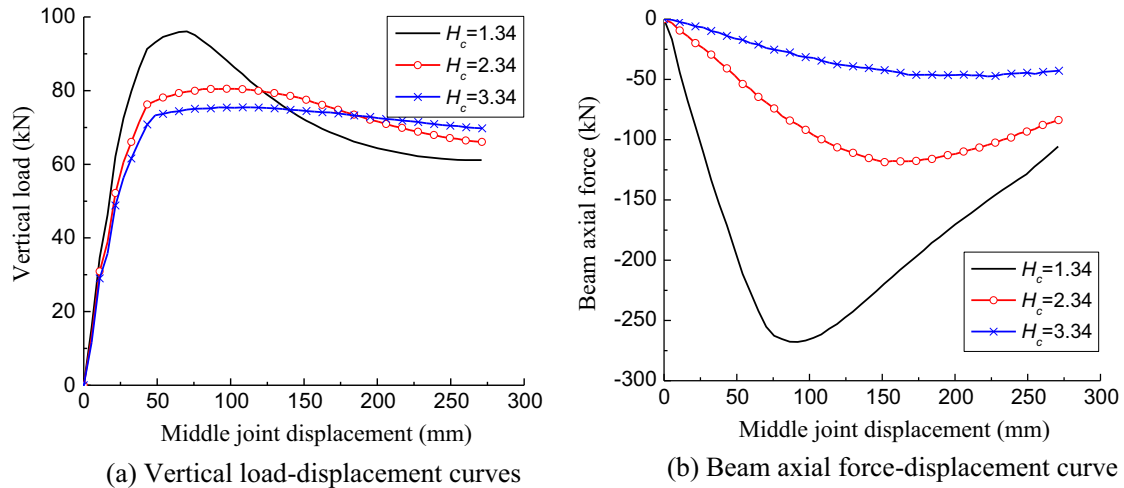 100
80
60
40
20
0
Vertical load (kN)
H_c=1.34
H_c=2.34
H_c=3.34
0 50 100 150 200 250 300
Middle joint displacement (mm)
(a) Vertical load-displacement curves
0
-50
-100
-150
-200
-250
-300
Beam axial force (kN)
H_c=1.34
H_c=2.34
H_c=3.34
0 50 100 150 200 250 300
Middle joint displacement (mm)
(b) Beam axial force-displacement curve